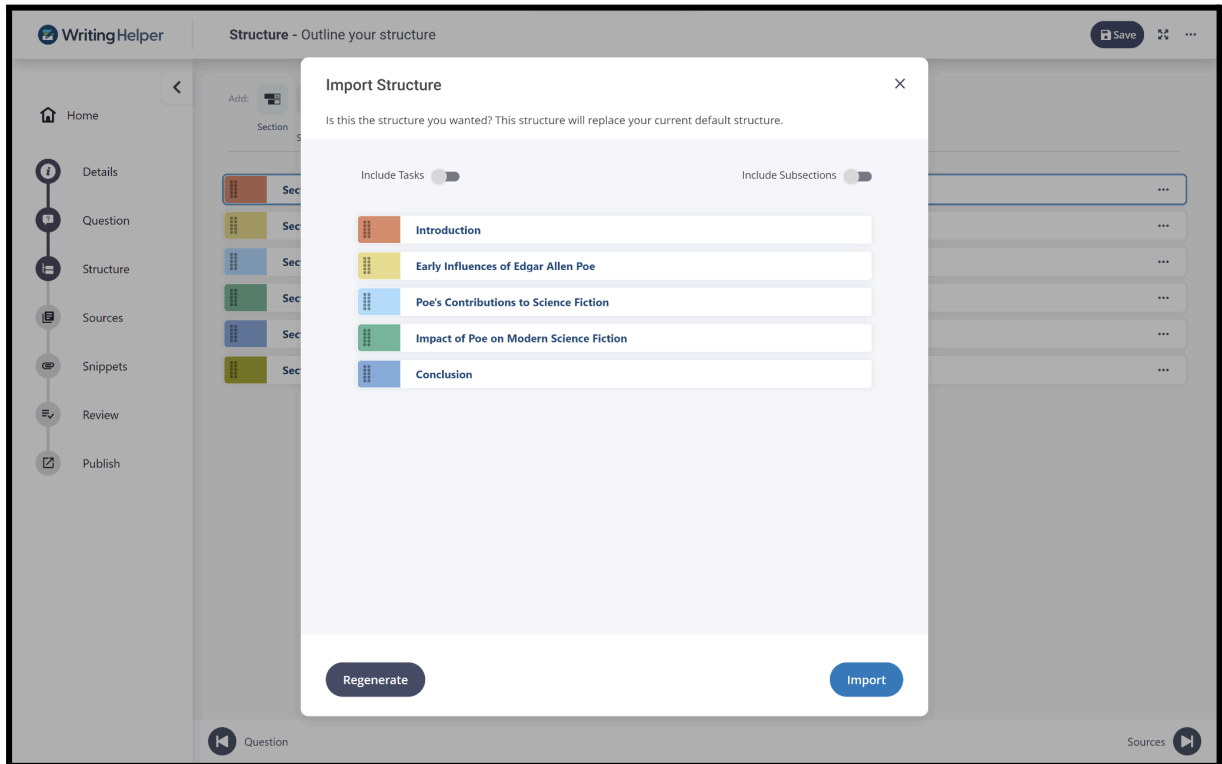 WritingHelper
Structure - Outline your structure
Save
Home
Details
Question
Structure
Sources
Snippets
Review
Publish
Add:
Section
Import Structure
Is this the structure you wanted? This structure will replace your current default structure.
Include Tasks
Include Subsections
Introduction
Early Influences of Edgar Allen Poe
Poe's Contributions to Science Fiction
Impact of Poe on Modern Science Fiction
Conclusion
Regenerate
Import
Question
Sources